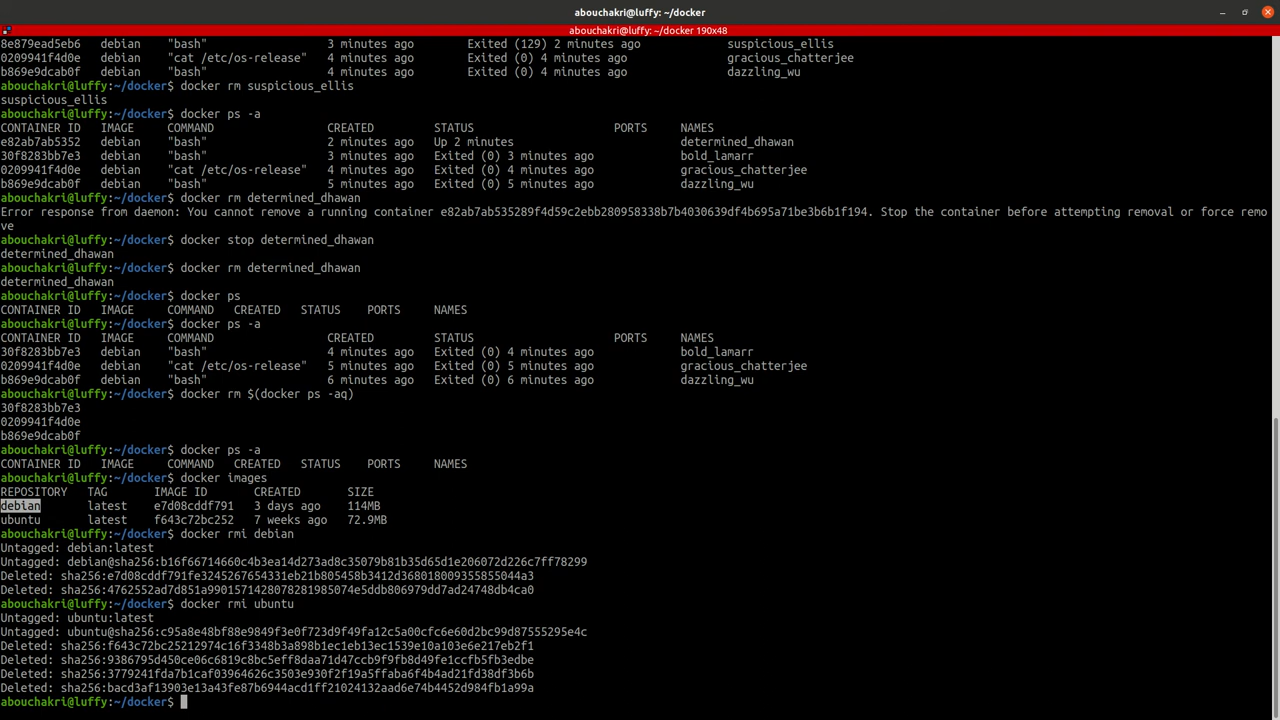 abouchakri@luffy: ~/docker
abouchakri@luffy: ~/docker 190x48
8e879ead5eb6   debian    "bash"                   3 minutes ago        Exited (129) 2 minutes ago             suspicious_ellis
0209941f4d0e   debian    "cat /etc/os-release"    4 minutes ago        Exited (0) 4 minutes ago               gracious_chatterjee
b869e9dcab0f   debian    "bash"                   4 minutes ago        Exited (0) 4 minutes ago               dazzling_wu
abouchakri@luffy:~/docker$ docker rm suspicious_ellis
suspicious_ellis
abouchakri@luffy:~/docker$ docker ps -a
CONTAINER ID   IMAGE     COMMAND                  CREATED         STATUS                     PORTS     NAMES
e82ab7ab5352   debian    "bash"                   2 minutes ago   Up 2 minutes                         determined_dhawan
30f8283bb7e3   debian    "bash"                   3 minutes ago   Exited (0) 3 minutes ago             bold_lamarr
0209941f4d0e   debian    "cat /etc/os-release"    4 minutes ago   Exited (0) 4 minutes ago             gracious_chatterjee
b869e9dcab0f   debian    "bash"                   5 minutes ago   Exited (0) 5 minutes ago             dazzling_wu
abouchakri@luffy:~/docker$ docker rm determined_dhawan
Error response from daemon: You cannot remove a running container e82ab7ab535289f4d59c2ebb280958338b7b4030639df4b695a71be3b6b1f194. Stop the container before attempting removal or force remo
ve
abouchakri@luffy:~/docker$ docker stop determined_dhawan
determined_dhawan
abouchakri@luffy:~/docker$ docker rm determined_dhawan
determined_dhawan
abouchakri@luffy:~/docker$ docker ps
CONTAINER ID   IMAGE     COMMAND   CREATED   STATUS    PORTS     NAMES
abouchakri@luffy:~/docker$ docker ps -a
CONTAINER ID   IMAGE     COMMAND                  CREATED         STATUS                     PORTS     NAMES
30f8283bb7e3   debian    "bash"                   4 minutes ago   Exited (0) 4 minutes ago             bold_lamarr
0209941f4d0e   debian    "cat /etc/os-release"    5 minutes ago   Exited (0) 5 minutes ago             gracious_chatterjee
b869e9dcab0f   debian    "bash"                   6 minutes ago   Exited (0) 6 minutes ago             dazzling_wu
abouchakri@luffy:~/docker$ docker rm $(docker ps -aq)
30f8283bb7e3
0209941f4d0e
b869e9dcab0f
abouchakri@luffy:~/docker$ docker ps -a
CONTAINER ID   IMAGE     COMMAND   CREATED   STATUS    PORTS     NAMES
abouchakri@luffy:~/docker$ docker images
REPOSITORY   TAG       IMAGE ID       CREATED       SIZE
debian       latest    e7d08cddf791   3 days ago    114MB
ubuntu       latest    f643c72bc252   7 weeks ago   72.9MB
abouchakri@luffy:~/docker$ docker rmi debian
Untagged: debian:latest
Untagged: debian@sha256:b16f66714660c4b3ea14d273ad8c35079b81b35d65d1e206072d226c7ff78299
Deleted: sha256:e7d08cddf791fe3245267654331eb21b805458b3412d368018009355855044a3
Deleted: sha256:4762552ad7d851a990157142807828198507​4e5ddb806979dd7ad24748db4ca0
abouchakri@luffy:~/docker$ docker rmi ubuntu
Untagged: ubuntu:latest
Untagged: ubuntu@sha256:c95a8e48bf88e9849f3e0f723d9f49fa12c5a00cfc6e60d2bc99d87555295e4c
Deleted: sha256:f643c72bc25212974c16f3348b3a898b1ec1eb13ec1539e10a103e6e217eb2f1
Deleted: sha256:9386795d450ce06c6819c8bc5eff8daa71d47ccb9f9fb8d49fe1ccfb5fb3edbe
Deleted: sha256:3779241fda7b1caf03964626c3503e930f2f19a5ffaba6f4b4ad21fd38df3b6b
Deleted: sha256:bacd3af13903e13a43fe87b6944acd1ff21024132aad6e74b4452d984fb1a99a
abouchakri@luffy:~/docker$